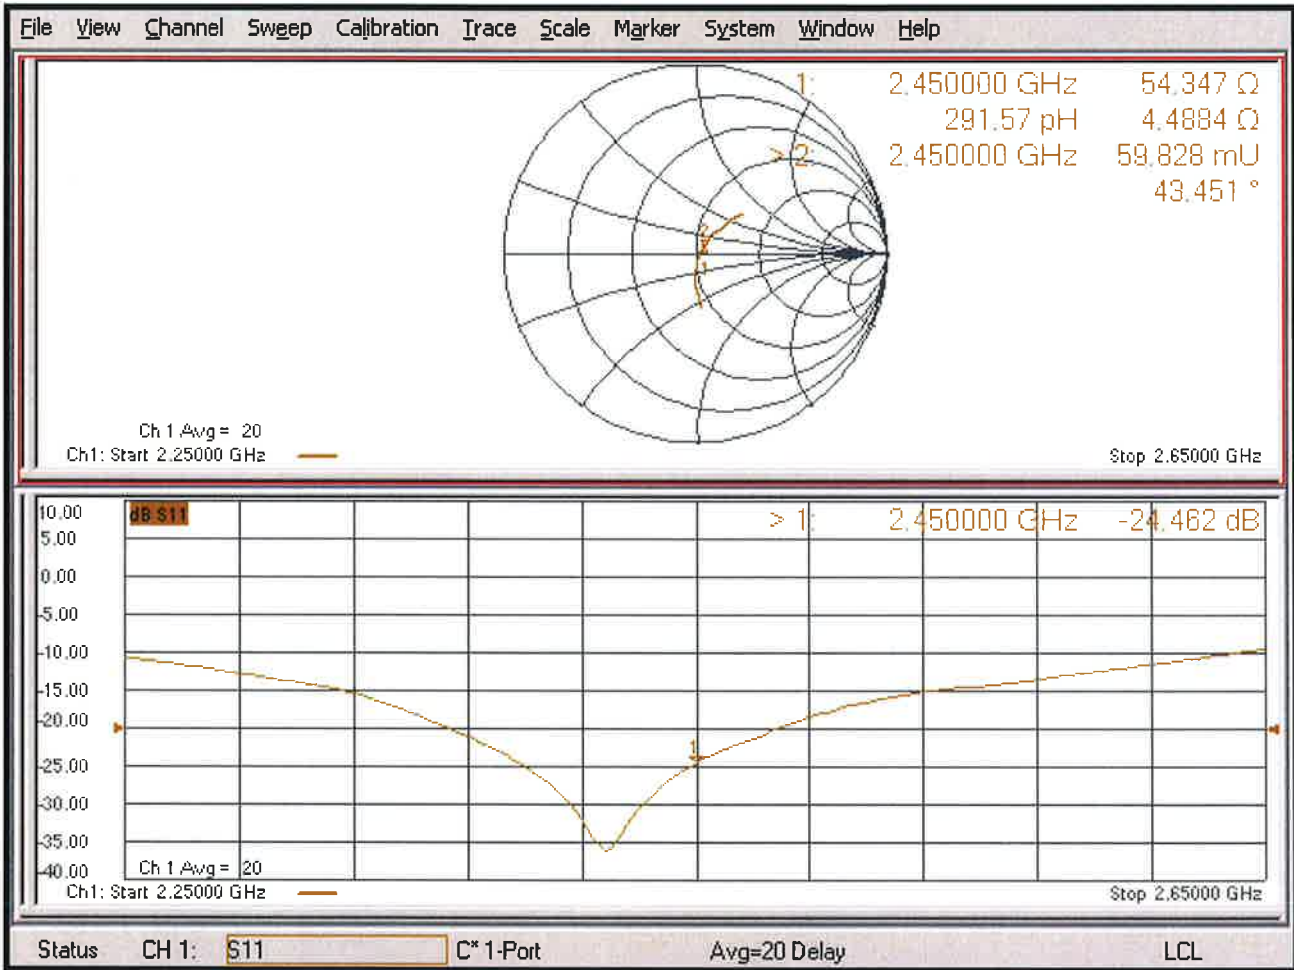 File View Channel Sweep Calibration Trace Scale Marker System Window Help
1: 2.450000 GHz 54.347 Ω
291.57 pH 4.4884 Ω
> 2: 2.450000 GHz 59.828 mU
43.451 °
2
1
Ch 1 Avg = 20
Ch1: Start 2.25000 GHz
Stop 2.65000 GHz
10.00
dB S11
> 1: 2.450000 GHz -24.462 dB
5.00
0.00
-5.00
-10.00
-15.00
-20.00
1
-25.00
-30.00
-35.00
-40.00
Ch 1 Avg = 20
Ch1: Start 2.25000 GHz
Stop 2.65000 GHz
Status CH 1: S11 C* 1-Port Avg=20 Delay LCL